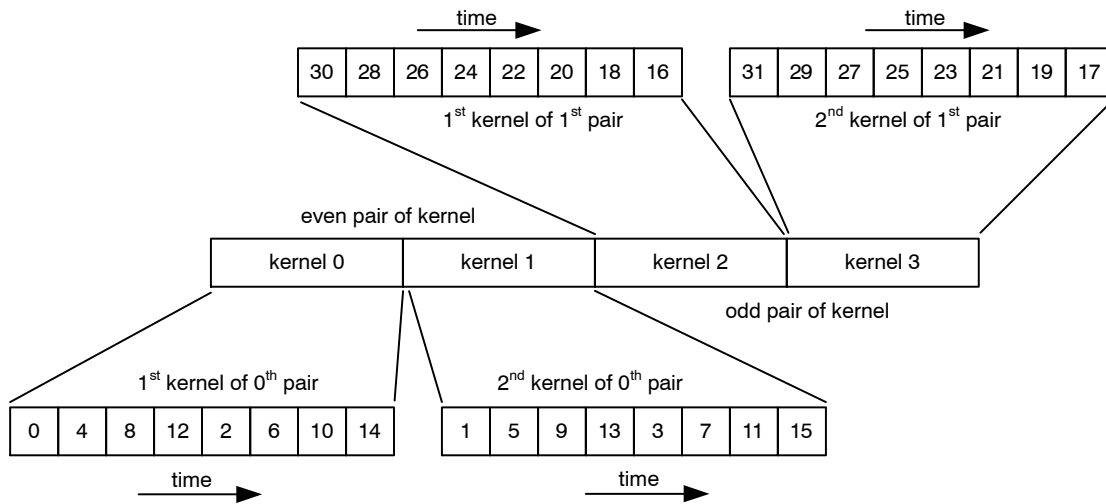 time time
30 28 26 24 22 20 18 16 31 29 27 25 23 21 19 17
1st kernel of 1st pair 2nd kernel of 1st pair
even pair of kernel
kernel 0 kernel 1 kernel 2 kernel 3
odd pair of kernel
1st kernel of 0th pair 2nd kernel of 0th pair
0 4 8 12 2 6 10 14 1 5 9 13 3 7 11 15
time time